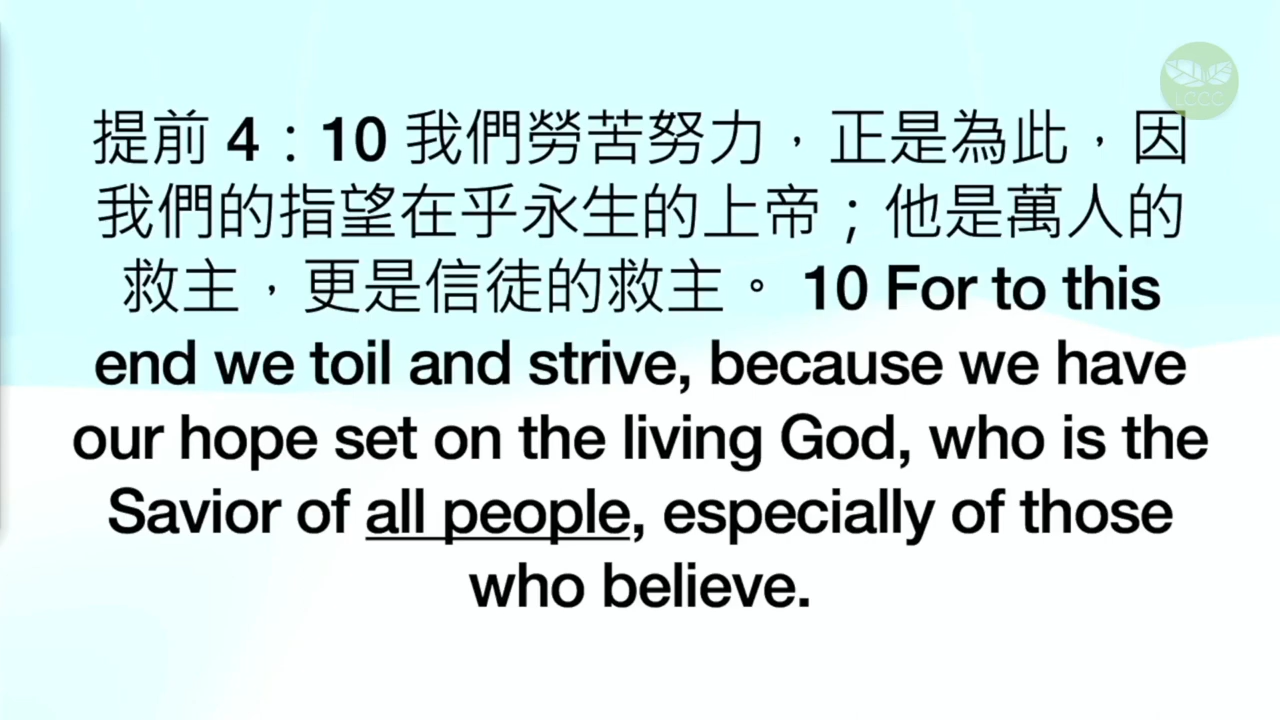 LCCC
提前 4：10 我們勞苦努力，正是為此，因
我們的指望在乎永生的上帝；他是萬人的
救主，更是信徒的救主。 10 For to this
end we toil and strive, because we have
our hope set on the living God, who is the
Savior of all people, especially of those
who believe.